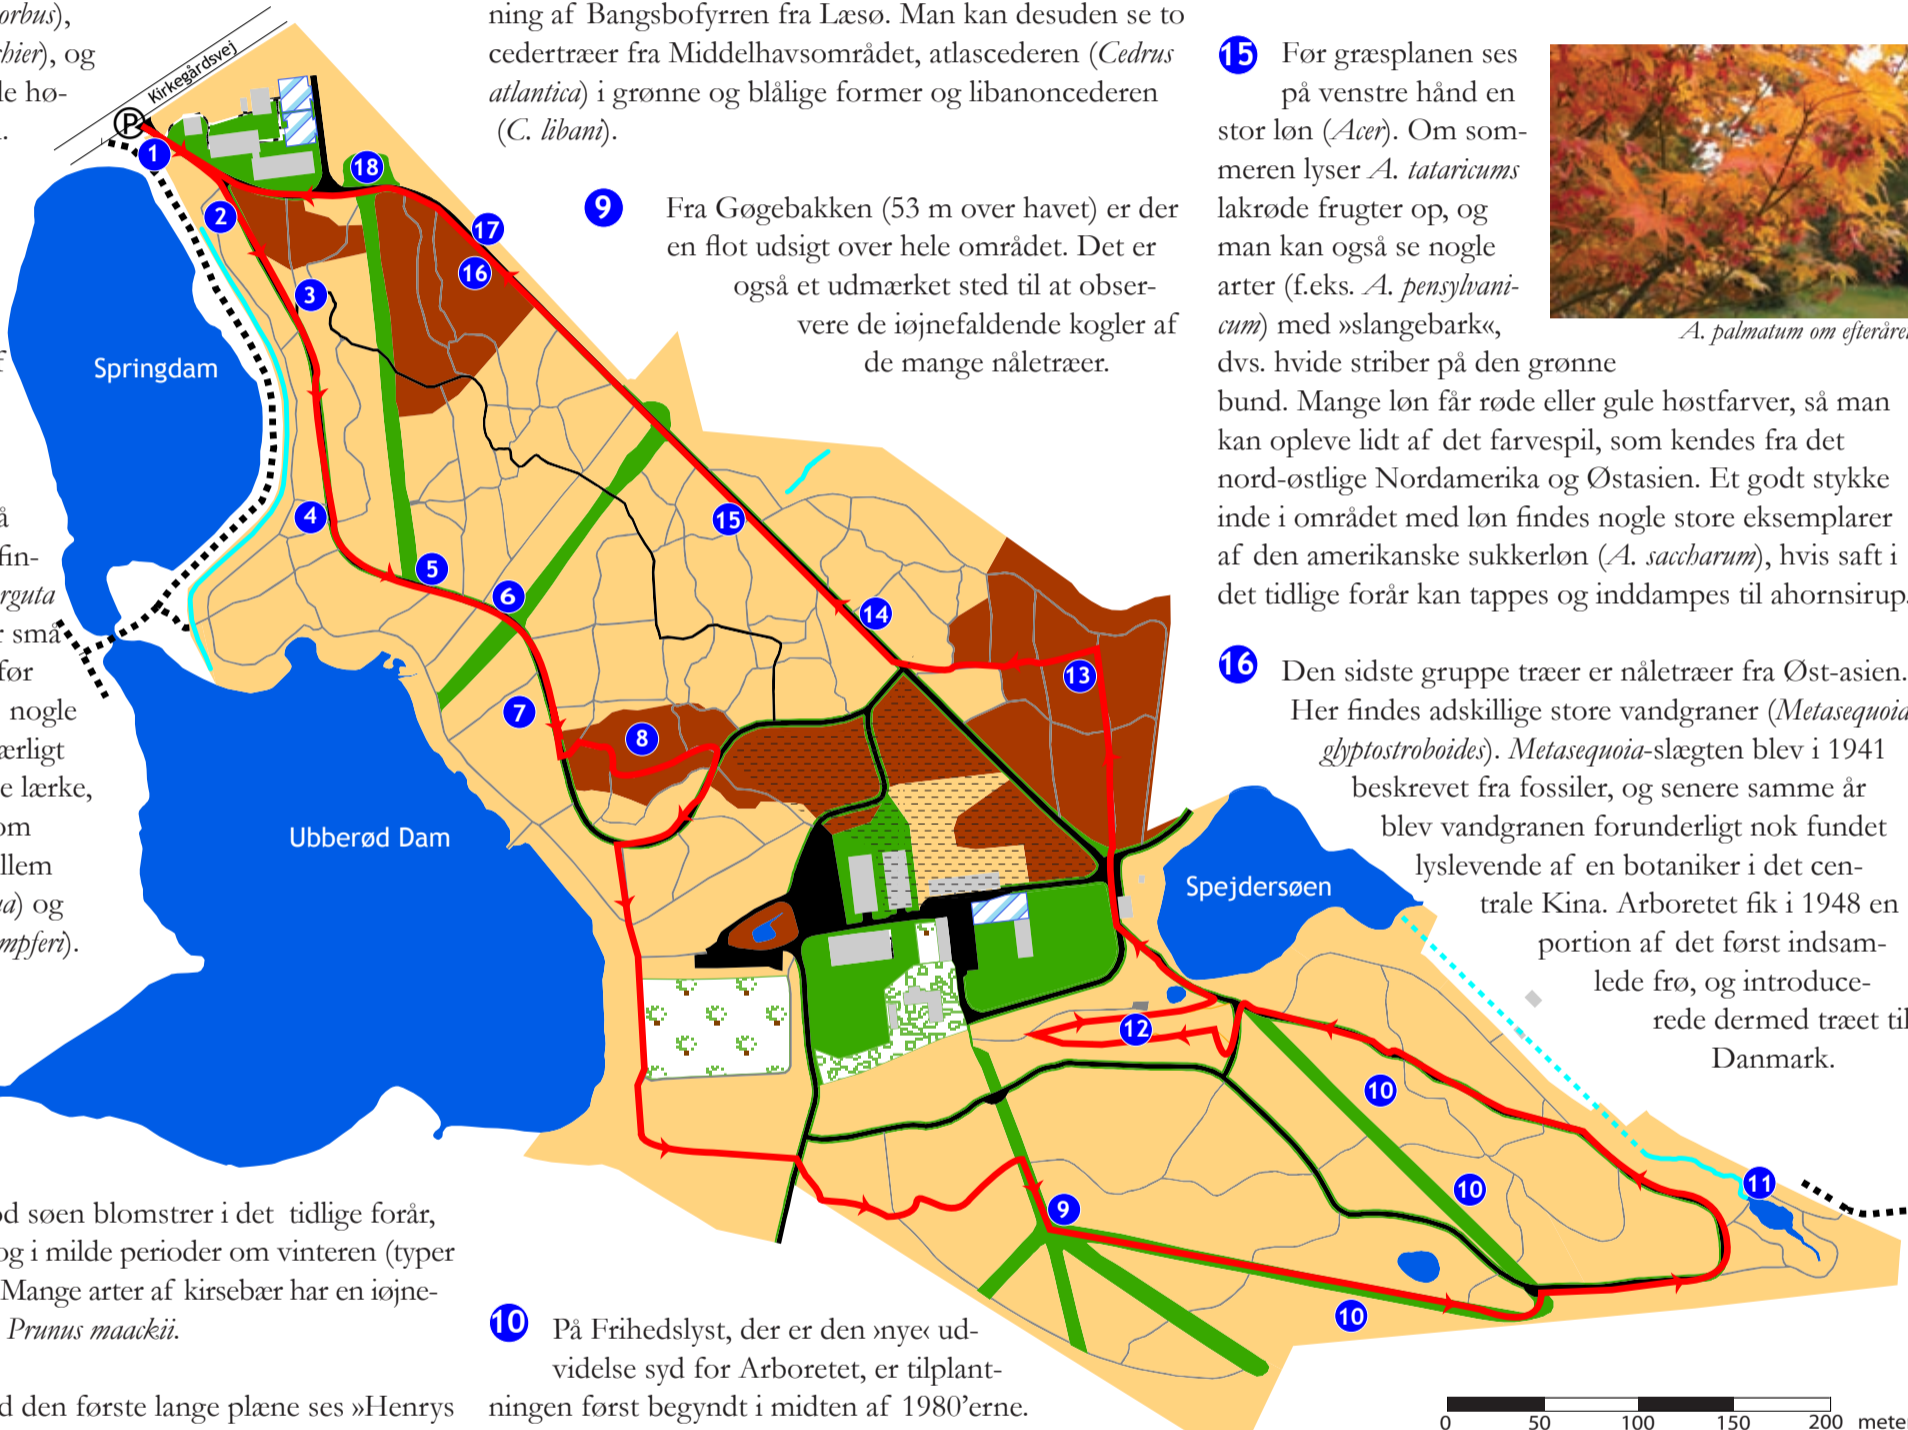 orbus),
hier), og
le hø-
.
f
å
fin-
rguta
r små
før
nogle
ærligt
e lærke,
om
llem
ua) og
mpferi).
od søen blomstrer i det tidlige forår,
og i milde perioder om vinteren (typer
Mange arter af kirsebær har en iøjne-
Prunus maackii.
d den første lange plæne ses »Henrys
ning af Bangsbofyrren fra Læsø. Man kan desuden se to
cedertræer fra Middelhavsområdet, atlascederen (Cedrus
atlantica) i grønne og blålige former og libanoncederen
(C. libani).
9 Fra Gøgebakken (53 m over havet) er der
en flot udsigt over hele området. Det er
også et udmærket sted til at obser-
vere de iøjnefaldende kogler af
de mange nåletræer.
10 På Frihedslyst, der er den ›nye‹ ud-
videlse syd for Arboretet, er tilplant-
ningen først begyndt i midten af 1980'erne.
15 Før græsplanen ses
på venstre hånd en
stor løn (Acer). Om som-
meren lyser A. tataricums
lakrøde frugter op, og
man kan også se nogle
arter (f.eks. A. pensylvani-
cum) med »slangebark«,
dvs. hvide striber på den grønne
bund. Mange løn får røde eller gule høstfarver, så man
kan opleve lidt af det farvespil, som kendes fra det
nord-østlige Nordamerika og Østasien. Et godt stykke
inde i området med løn findes nogle store eksemplarer
af den amerikanske sukkerløn (A. saccharum), hvis saft i
det tidlige forår kan tappes og inddampes til ahornsirup.
A. palmatum om efteråre
16 Den sidste gruppe træer er nåletræer fra Øst-asien.
Her findes adskillige store vandgraner (Metasequoia
glyptostroboides). Metasequoia-slægten blev i 1941
beskrevet fra fossiler, og senere samme år
blev vandgranen forunderligt nok fundet
lyslevende af en botaniker i det cen-
trale Kina. Arboretet fik i 1948 en
portion af det først indsam-
lede frø, og introduce-
rede dermed træet til
Danmark.
Kirkegårdsvej
P
1
18
2
17
16
3
Springdam
4
15
5
6
14
13
7
8
Ubberød Dam
Spejdersøen
12
10
10
11
9
10
0 50 100 150 200 meter